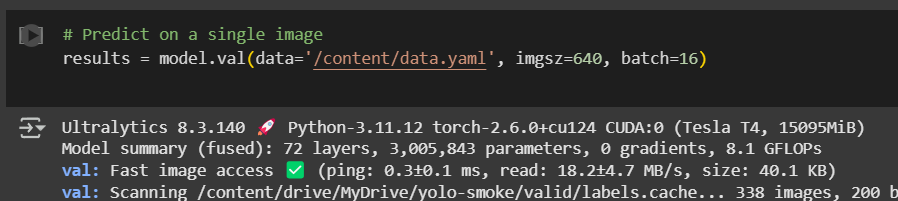 # Predict on a single image
results = model.val(data='/content/data.yaml', imgsz=640, batch=16)
Ultralytics 8.3.140 🚀 Python-3.11.12 torch-2.6.0+cu124 CUDA:0 (Tesla T4, 15095MiB)
Model summary (fused): 72 layers, 3,005,843 parameters, 0 gradients, 8.1 GFLOPs
val: Fast image access ✅ (ping: 0.3±0.1 ms, read: 18.2±4.7 MB/s, size: 40.1 KB)
val: Scanning /content/drive/MyDrive/yolo-smoke/valid/labels.cache... 338 images, 200 b